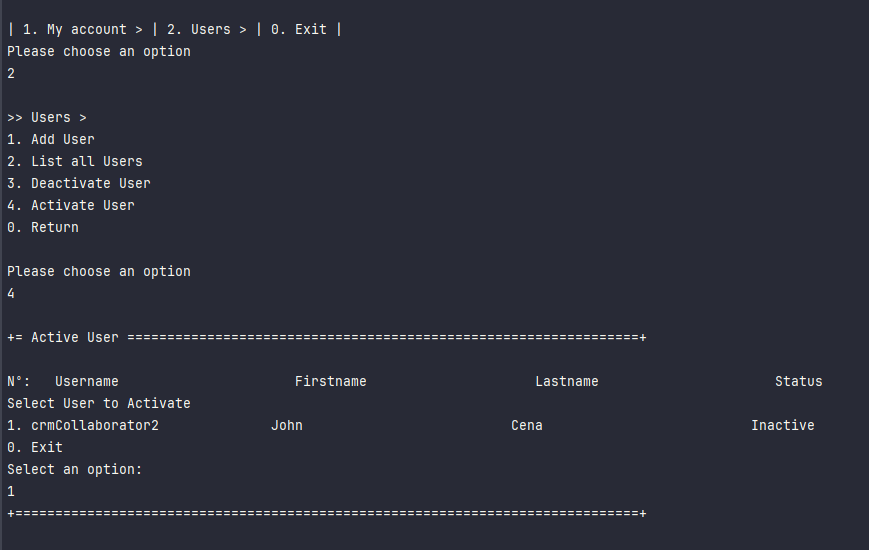 | 1. My account > | 2. Users > | 0. Exit |
Please choose an option
2
>> Users >
1. Add User
2. List all Users
3. Deactivate User
4. Activate User
0. Return
Please choose an option
4
+= Active User ================================================================+
Nº:   Username                      Firstname                     Lastname                      Status
Select User to Activate
1. crmCollaborator2              John                          Cena                          Inactive
0. Exit
Select an option:
1
+==============================================================================+